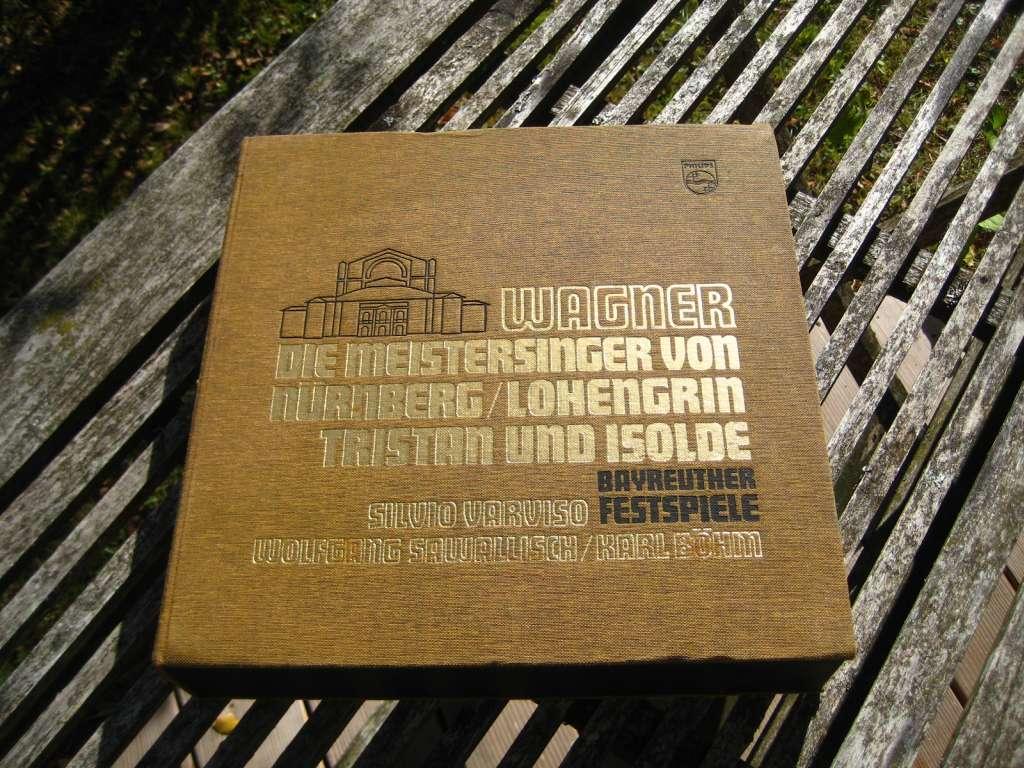 PHILIPS
WAGNER
DIE MEISTERSINGER VON
NÜRNBERG/LOHENGRIN
TRISTAN UND ISOLDE
BAYREUTHER
FESTSPIELE
SILVIO VARVISO
WOLFGANG SAWALLISCH/KARL BÖHM